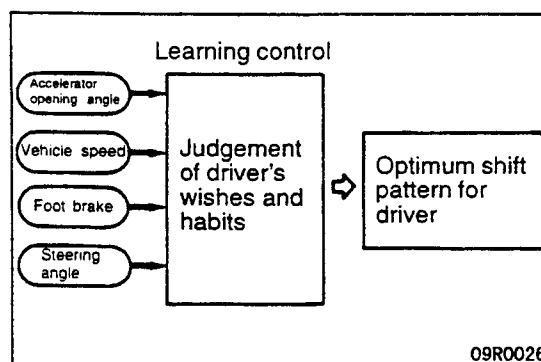 Learning control
Accelerator
opening angle
Vehicie speed
Foot brake
Steering
angle
Judgement
of driver's
wishes and
habits
Optimum shift
pattern for
driver
09R0026